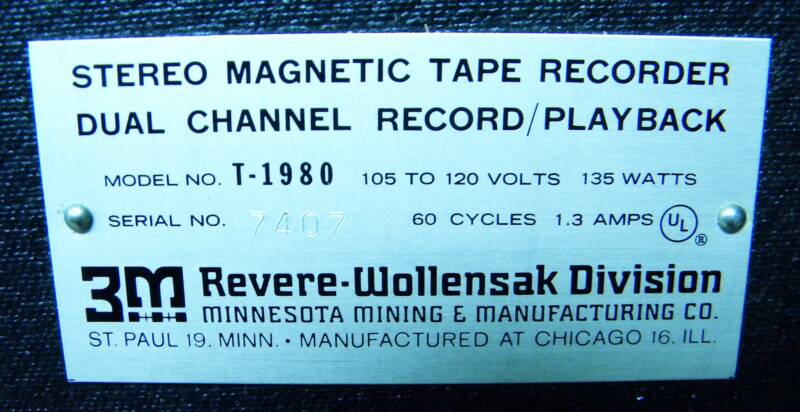 STEREO MAGNETIC TAPE RECORDER
DUAL CHANNEL RECORD/PLAYBACK
MODEL NO. T-1980 105 TO 120 VOLTS 135 WATTS
SERIAL NO. 7407 60 CYCLES 1.3 AMPS UL ®
3M Revere-Wollensak Division
MINNESOTA MINING & MANUFACTURING CO.
ST. PAUL 19, MINN. • MANUFACTURED AT CHICAGO 16, ILL.